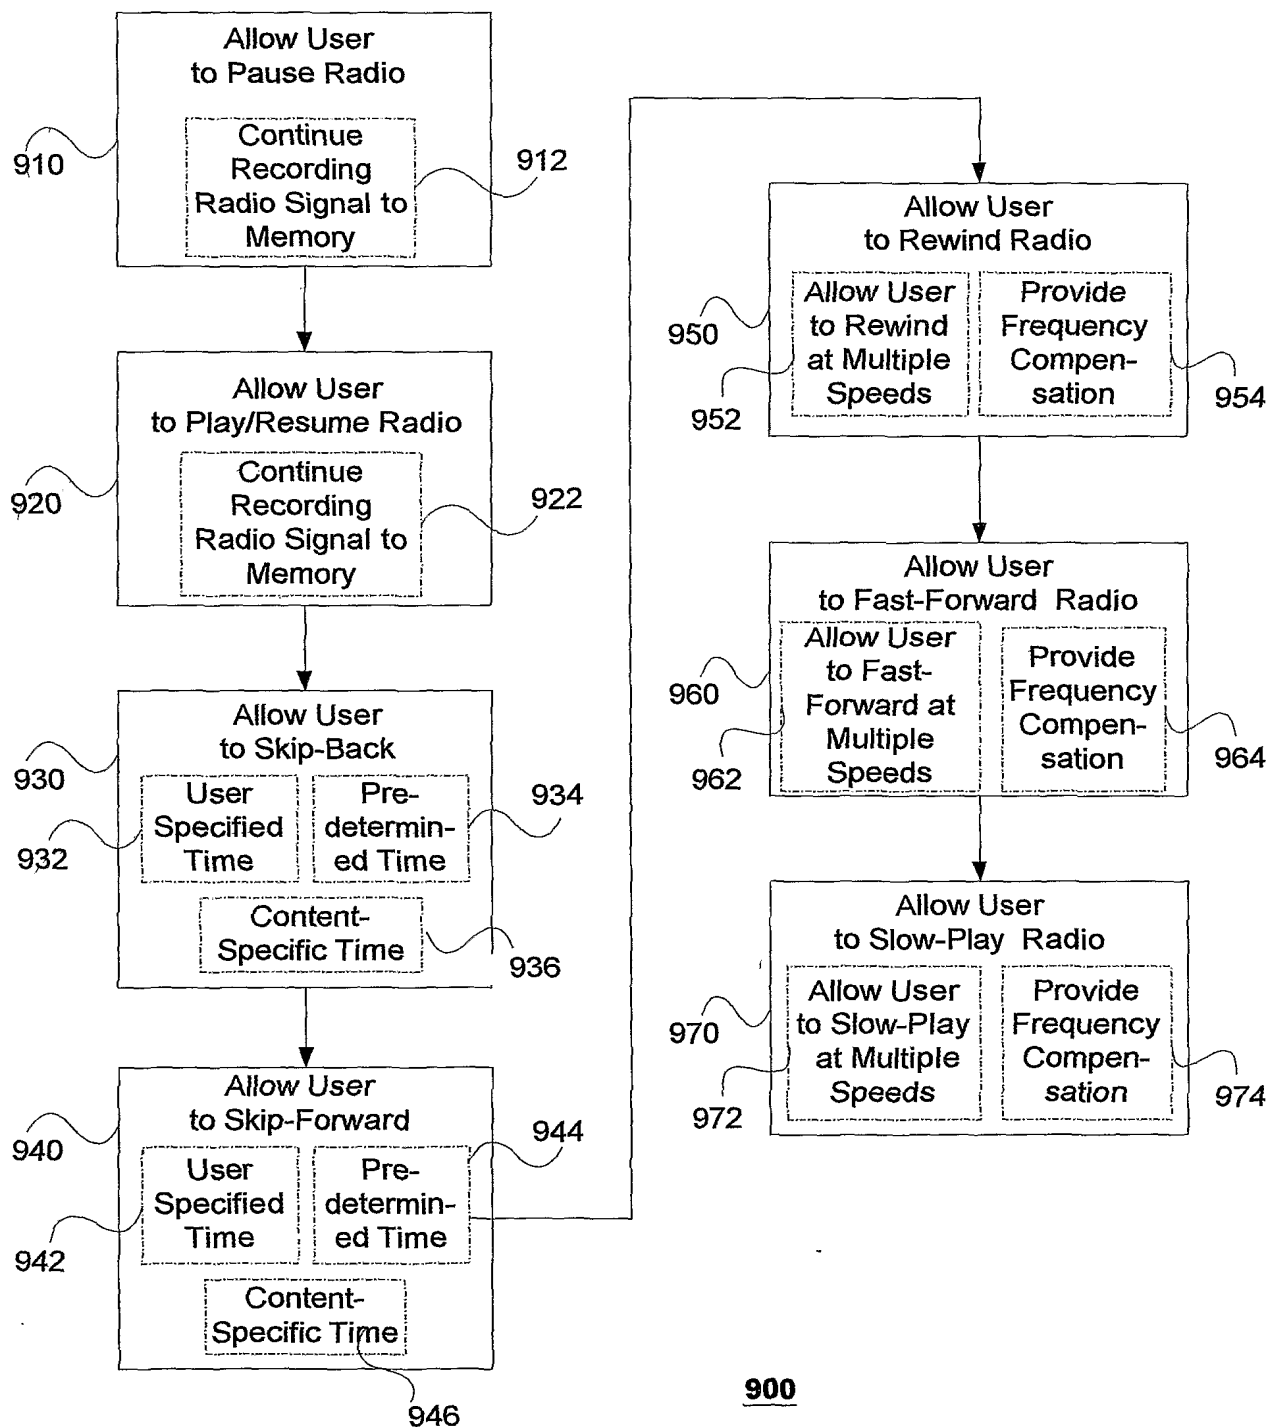 Allow User
to Pause Radio
Continue
Recording
Radio Signal to
Memory
910
912
Allow User
to Play/Resume Radio
Continue
Recording
Radio Signal to
Memory
920
922
Allow User
to Skip-Back
User
Specified
Time
Pre-
determin-
ed Time
Content-
Specific Time
930
932
934
936
Allow User
to Skip-Forward
User
Specified
Time
Pre-
determin-
ed Time
Content-
Specific Time
940
942
944
946
Allow User
to Rewind Radio
Allow User
to Rewind
at Multiple
Speeds
Provide
Frequency
Compen-
sation
950
952
954
Allow User
to Fast-Forward Radio
Allow User
to Fast-
Forward at
Multiple
Speeds
Provide
Frequency
Compen-
sation
960
962
964
Allow User
to Slow-Play Radio
Allow User
to Slow-Play
at Multiple
Speeds
Provide
Frequency
Compen-
sation
970
972
974
900